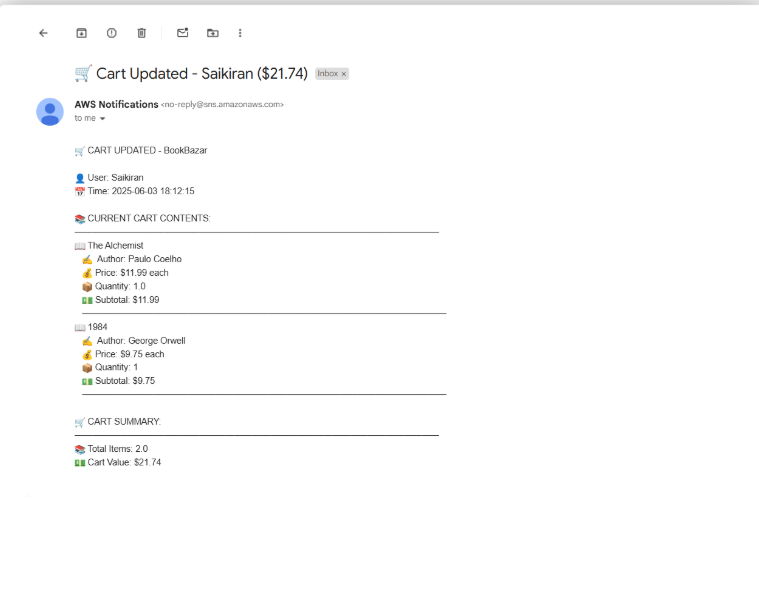 🛒 Cart Updated - Saikiran ($21.74) Inbox ×
AWS Notifications <no-reply@sns.amazonaws.com>
to me
🛒 CART UPDATED - BookBazar
👤 User: Saikiran
📅 Time: 2025-06-03 18:12:15
📚 CURRENT CART CONTENTS:
📖 The Alchemist
✍️ Author: Paulo Coelho
💰 Price: $11.99 each
📦 Quantity: 1.0
💵 Subtotal: $11.99
📖 1984
✍️ Author: George Orwell
💰 Price: $9.75 each
📦 Quantity: 1
💵 Subtotal: $9.75
🛒 CART SUMMARY:
📚 Total Items: 2.0
💵 Cart Value: $21.74